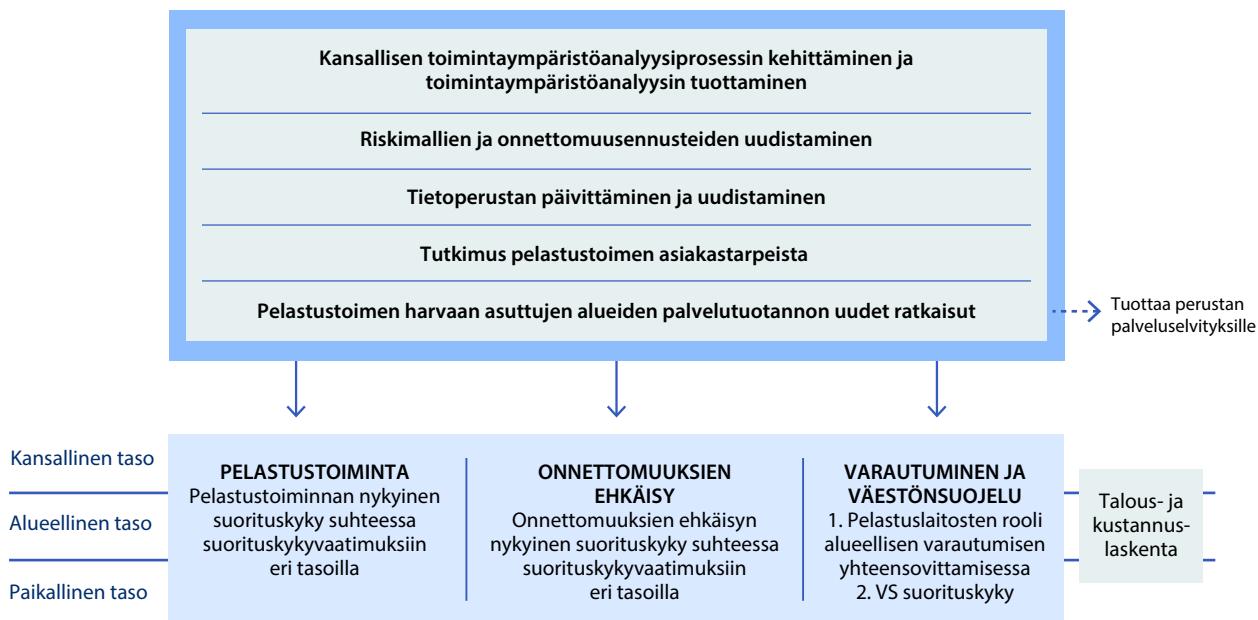 Kansallisen toimintaympäristöanalyysiprosessin kehittäminen ja
toimintaympäristöanalyysin tuottaminen
Riskimallien ja onnettomuusennusteiden uudistaminen
Tietoperustan päivittäminen ja uudistaminen
Tutkimus pelastustoimen asiakastarpeista
Pelastustoimen harvaan asuttujen alueiden palvelutuotannon uudet ratkaisut
Tuottaa perustan
palveluselvityksille
Kansallinen taso
Alueellinen taso
Paikallinen taso
PELASTUSTOIMINTA
Pelastustoiminnan nykyinen
suorituskyky suhteessa
suorituskykyvaatimuksiin
eri tasoilla
ONNETTOMUUKSIEN
EHKÄISY
Onnettomuuksien ehkäisyn
nykyinen suorituskyky suhteessa
suorituskykyvaatimuksiin
eri tasoilla
VARAUTUMINEN JA
VÄESTÖNSUOJELU
1. Pelastuslaitosten rooli
alueellisen varautumisen
yhteensovittamisessa
2. VS suorituskyky
Talous- ja
kustannus-
laskenta